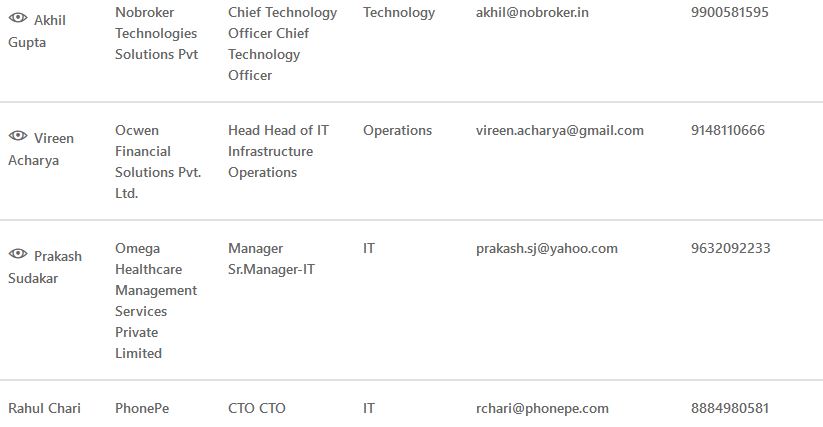 Akhil Gupta	Nobroker Technologies Solutions Pvt	Chief Technology Officer Chief Technology Officer	Technology	akhil@nobroker.in	9900581595
Vireen Acharya	Ocwen Financial Solutions Pvt. Ltd.	Head Head of IT Infrastructure Operations	Operations	vireen.acharya@gmail.com	9148110666
Prakash Sudakar	Omega Healthcare Management Services Private Limited	Manager Sr.Manager-IT	IT	prakash.sj@yahoo.com	9632092233
Rahul Chari	PhonePe	CTO CTO	IT	rchari@phonepe.com	8884980581